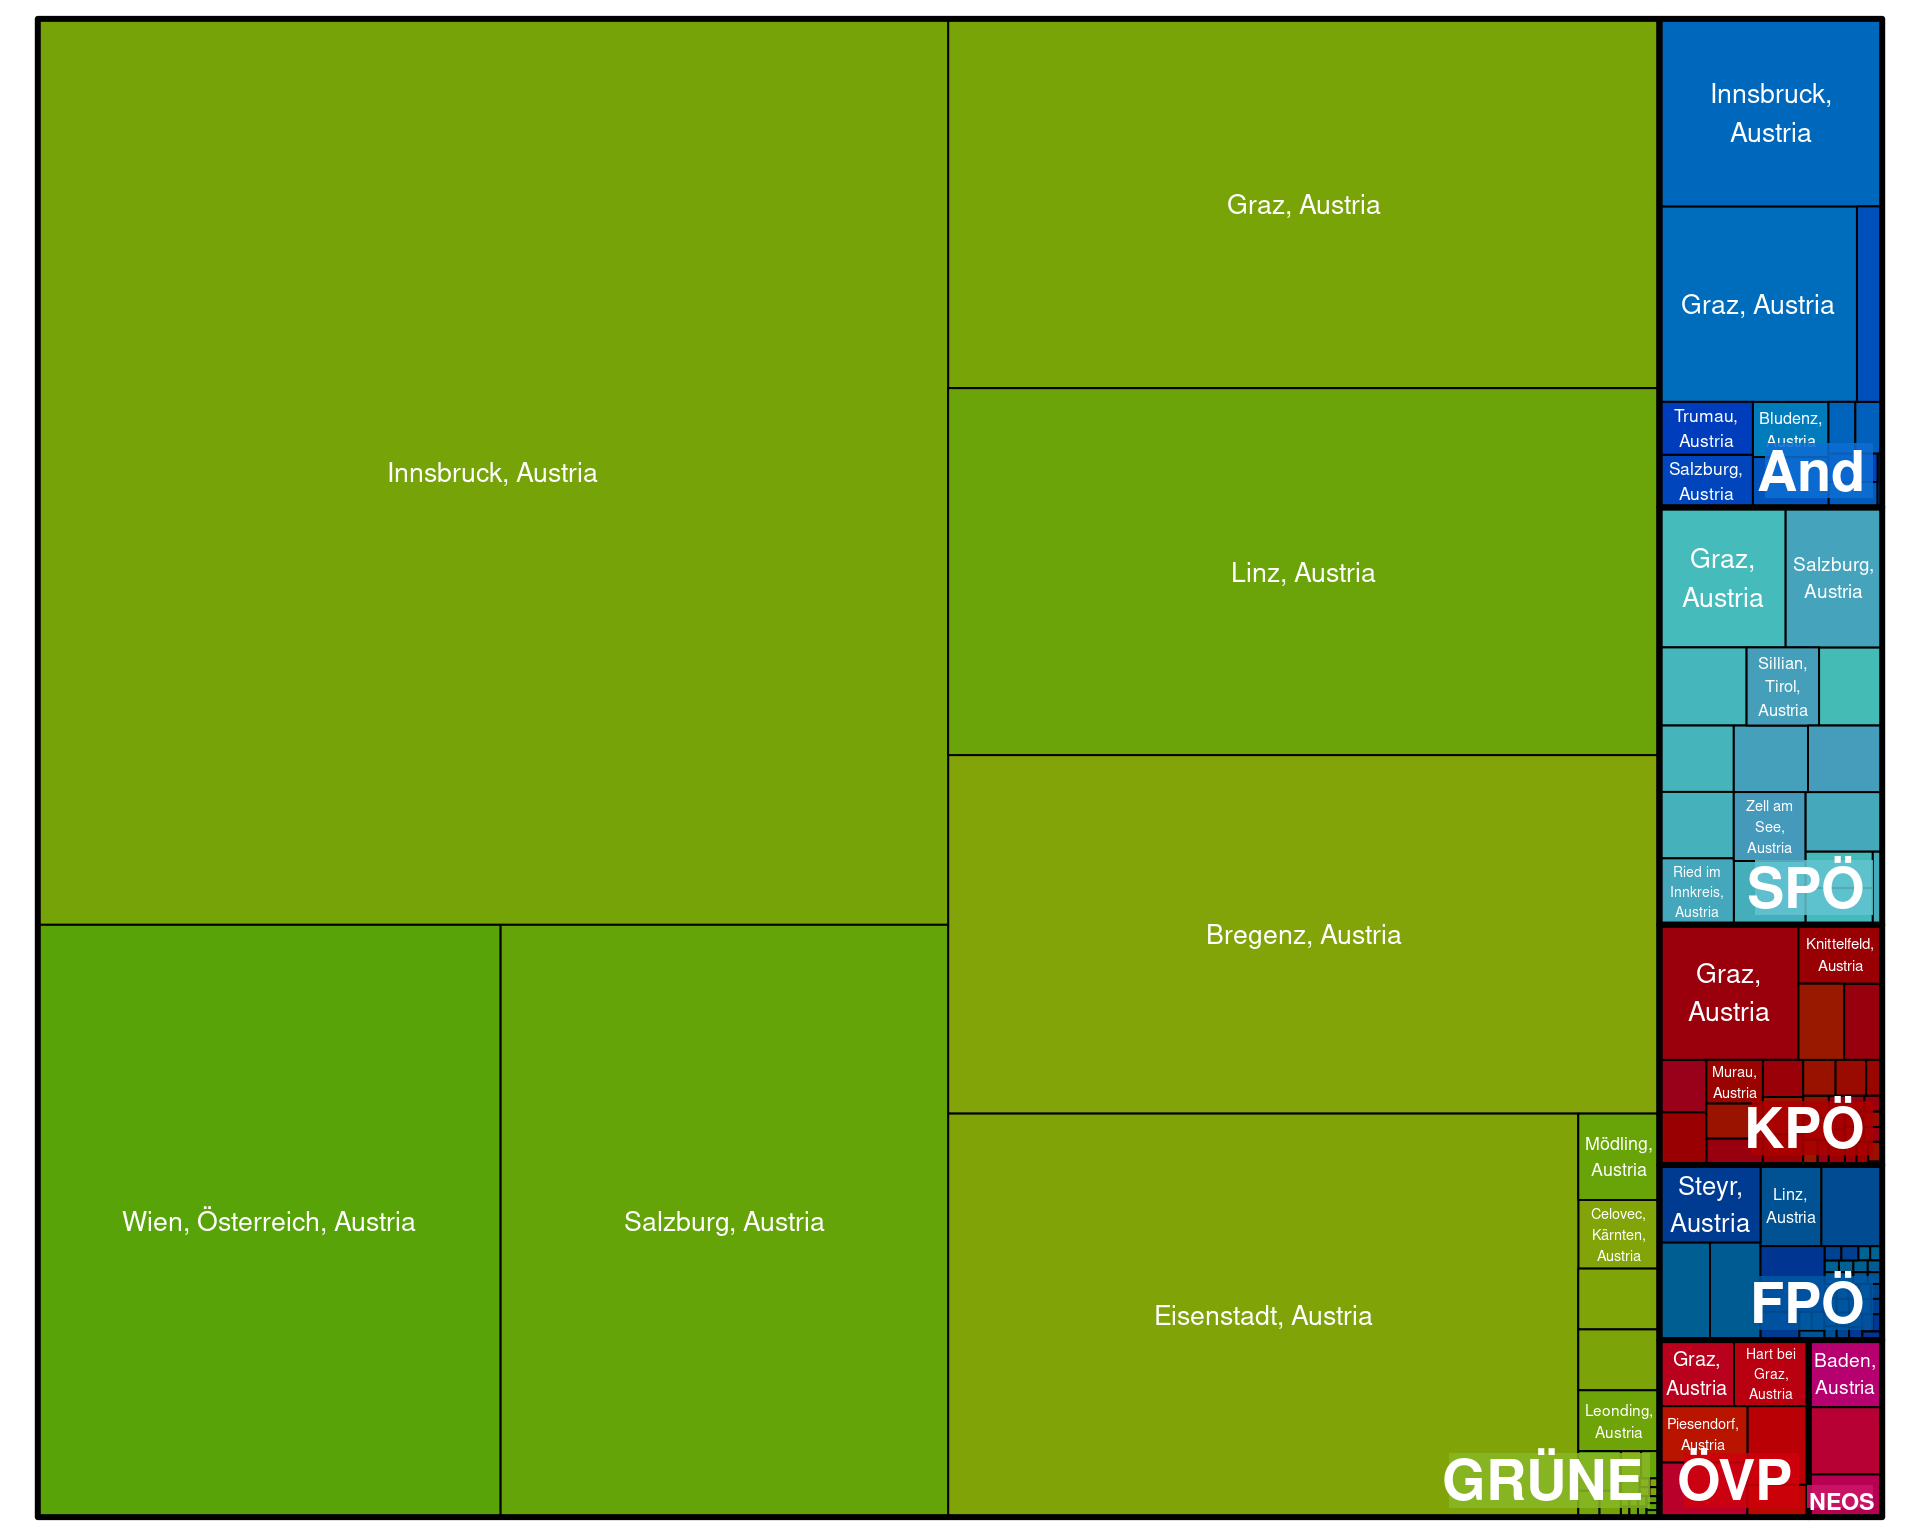 Innsbruck, Austria
Wien, Österreich, Austria
Salzburg, Austria
Graz, Austria
Linz, Austria
Bregenz, Austria
Eisenstadt, Austria
Mödling,
Austria
Celovec,
Kärnten,
Austria
Leonding,
Austria
GRÜNE
Innsbruck,
Austria
Graz, Austria
Trumau,
Austria
Bludenz,
Austria
Salzburg,
Austria
And
Graz,
Austria
Salzburg,
Austria
Sillian,
Tirol,
Austria
Zell am
See,
Austria
Ried im
Innkreis,
Austria
SPÖ
Graz,
Austria
Knittelfeld,
Austria
Murau,
Austria
KPÖ
Steyr,
Austria
Linz,
Austria
FPÖ
Graz,
Austria
Hart bei
Graz,
Austria
Piesendorf,
Austria
ÖVP
Baden,
Austria
NEOS